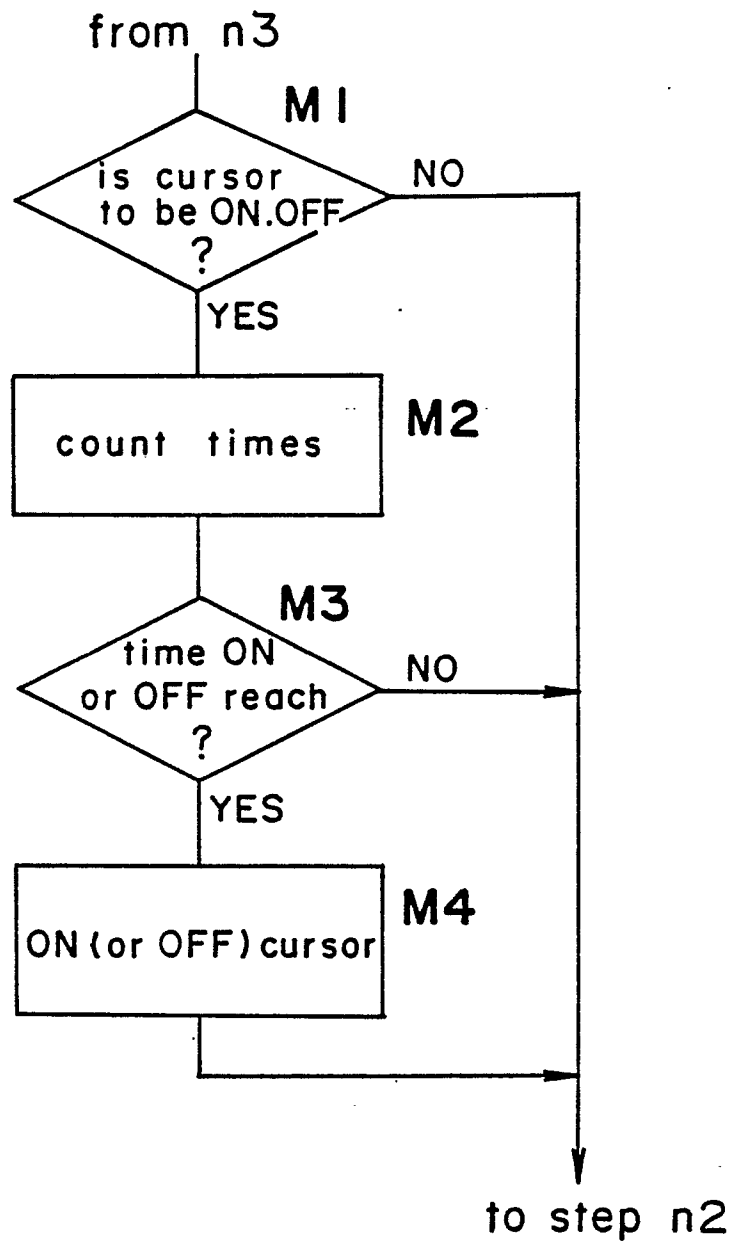 from n3
M1
is cursor
to be ON.OFF
?
NO
YES
count times
M2
M3
time ON
or OFF reach
?
NO
YES
ON (or OFF) cursor
M4
to step n2